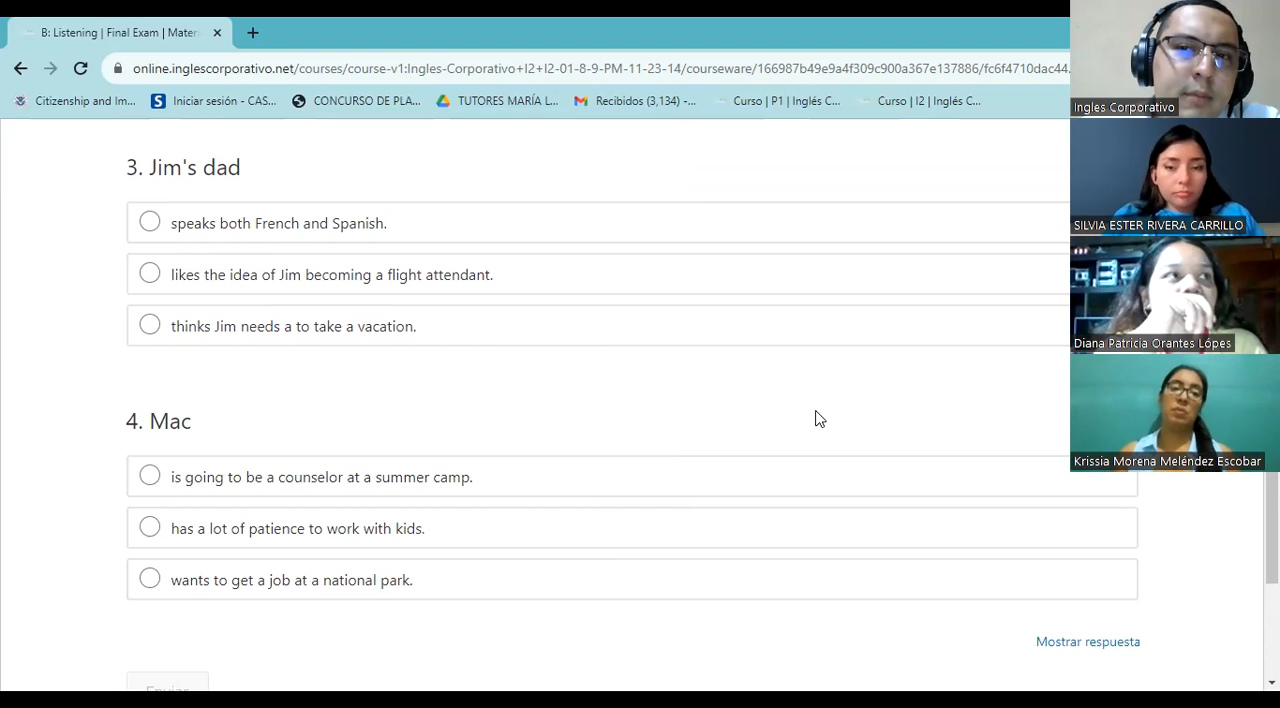 B: Listening | Final Exam | Mater
online.inglescorporativo.net/courses/course-v1:Ingles-Corporativo+I2+I2-01-8-9-PM-11-23-14/courseware/166987b49e9a4f309c900a367e137886/fc6f4710dac44.
Citizenship and Im... Iniciar sesión - CAS... CONCURSO DE PLA... TUTORES MARÍA L... Recibidos (3,134) -... Curso | P1 | Inglés C... Curso | I2 | Inglés C...
Ingles Corporativo
SILVIA ESTER RIVERA CARRILLO
Diana Patricia Orantes Lópes
Krissia Morena Meléndez Escobar
3. Jim's dad
speaks both French and Spanish.
likes the idea of Jim becoming a flight attendant.
thinks Jim needs a to take a vacation.
4. Mac
is going to be a counselor at a summer camp.
has a lot of patience to work with kids.
wants to get a job at a national park.
Mostrar respuesta
Enviar